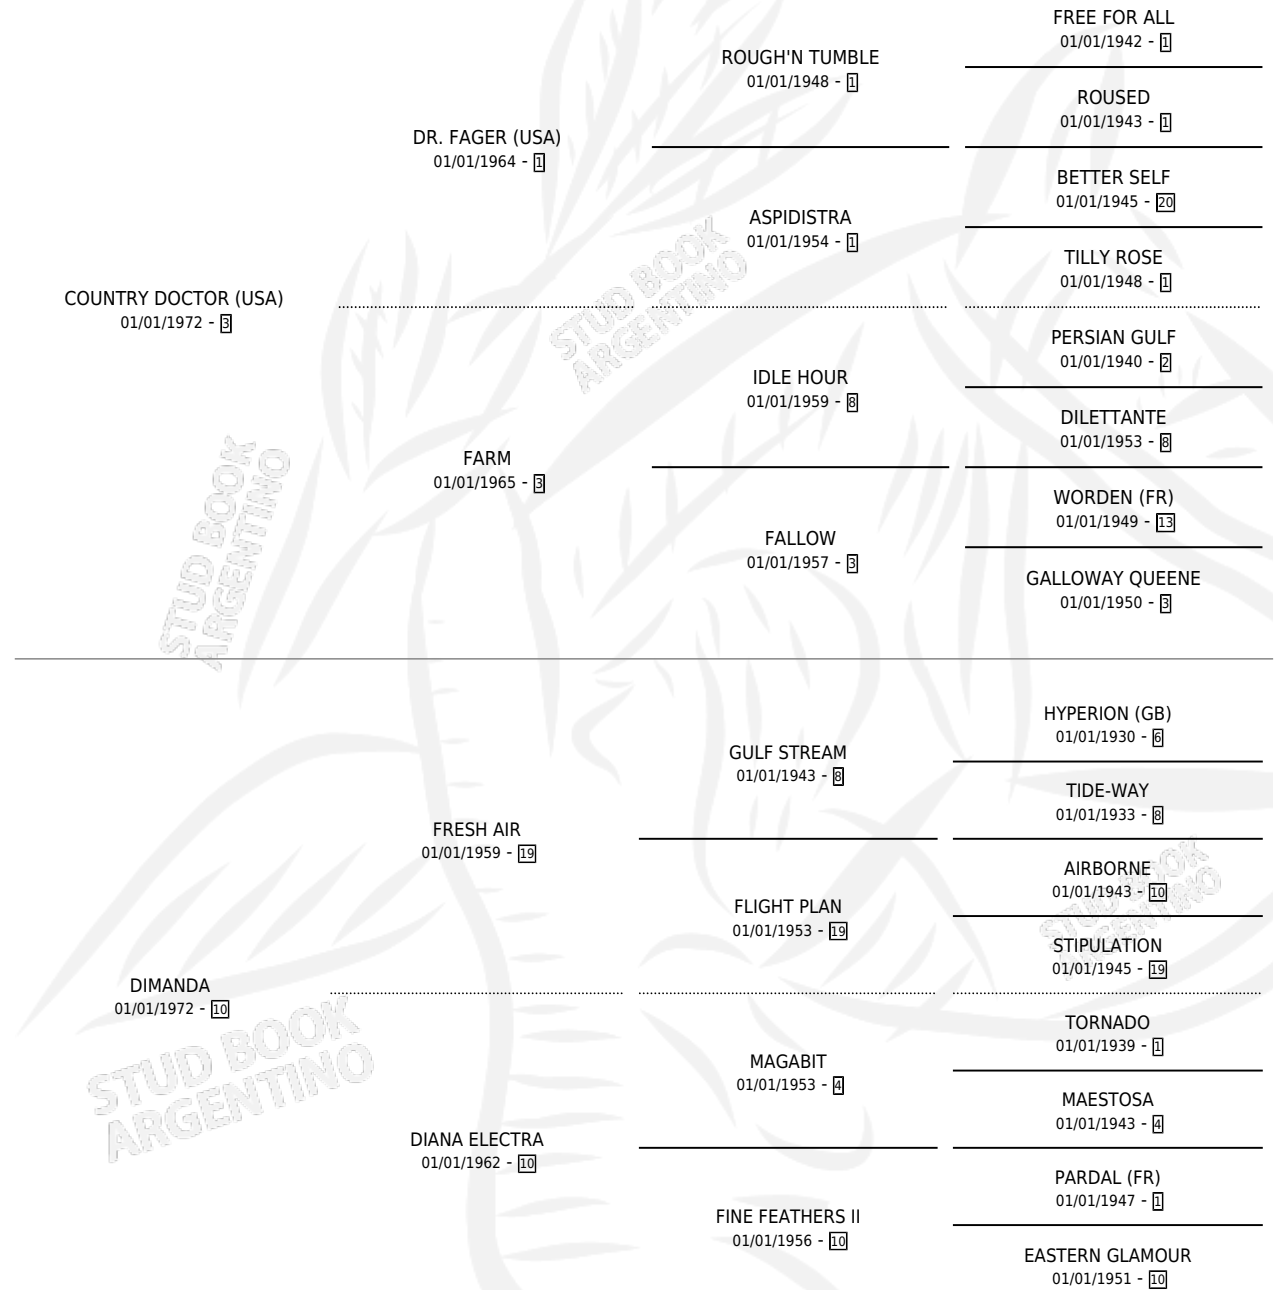 FREE FOR ALL
01/01/1942 - 1
ROUGH'N TUMBLE
01/01/1948 - 1
ROUSED
01/01/1943 - 1
DR. FAGER (USA)
01/01/1964 - 1
BETTER SELF
01/01/1945 - 20
ASPIDISTRA
01/01/1954 - 1
TILLY ROSE
01/01/1948 - 1
COUNTRY DOCTOR (USA)
01/01/1972 - 3
PERSIAN GULF
01/01/1940 - 2
IDLE HOUR
01/01/1959 - 8
DILETTANTE
01/01/1953 - 8
FARM
01/01/1965 - 3
WORDEN (FR)
01/01/1949 - 13
FALLOW
01/01/1957 - 3
GALLOWAY QUEENE
01/01/1950 - 3
HYPERION (GB)
01/01/1930 - 6
GULF STREAM
01/01/1943 - 8
TIDE-WAY
01/01/1933 - 8
FRESH AIR
01/01/1959 - 19
AIRBORNE
01/01/1943 - 10
FLIGHT PLAN
01/01/1953 - 19
STIPULATION
01/01/1945 - 19
DIMANDA
01/01/1972 - 10
TORNADO
01/01/1939 - 1
MAGABIT
01/01/1953 - 4
MAESTOSA
01/01/1943 - 4
DIANA ELECTRA
01/01/1962 - 10
PARDAL (FR)
01/01/1947 - 1
FINE FEATHERS II
01/01/1956 - 10
EASTERN GLAMOUR
01/01/1951 - 10
STUD BOOK
ARGENTINO
STUD BOOK
ARGENTINO
STUD BOOK
ARGENTINO
STUD BOOK
ARGENTINO